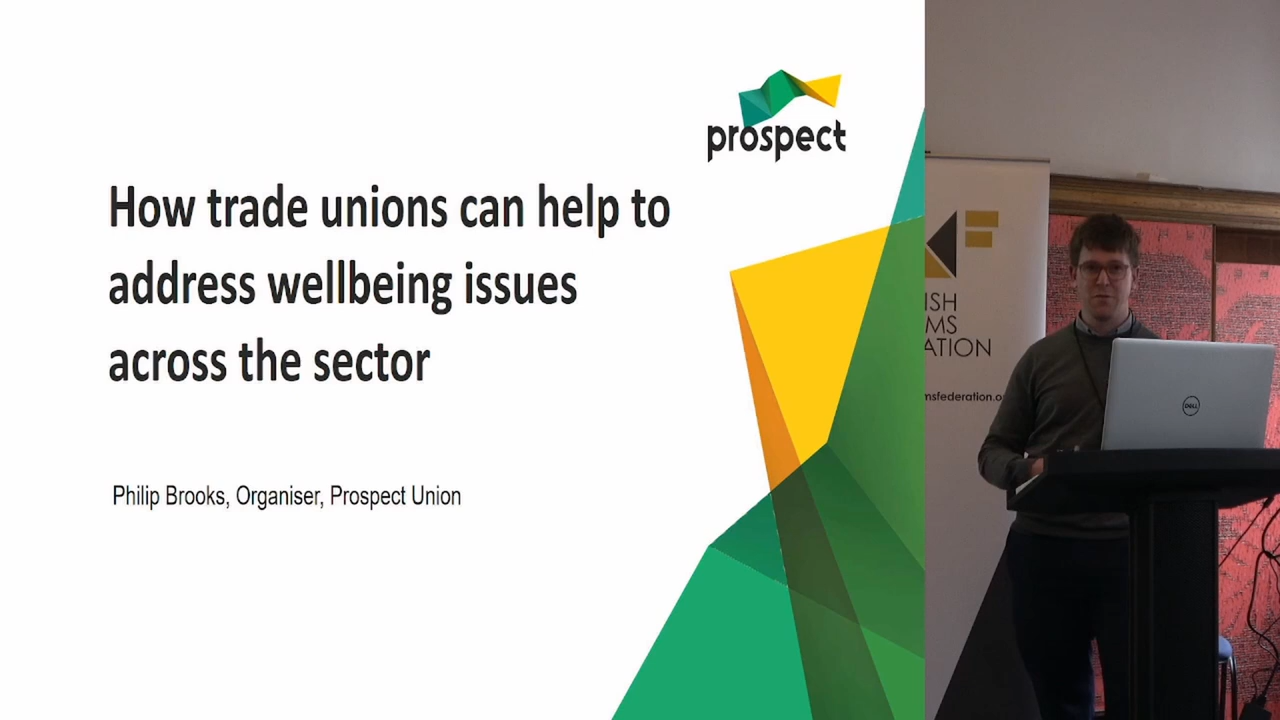 prospect
How trade unions can help to
address wellbeing issues
across the sector
Philip Brooks, Organiser, Prospect Union
F
ISH
MS
ATION
msfederation.o
DELL